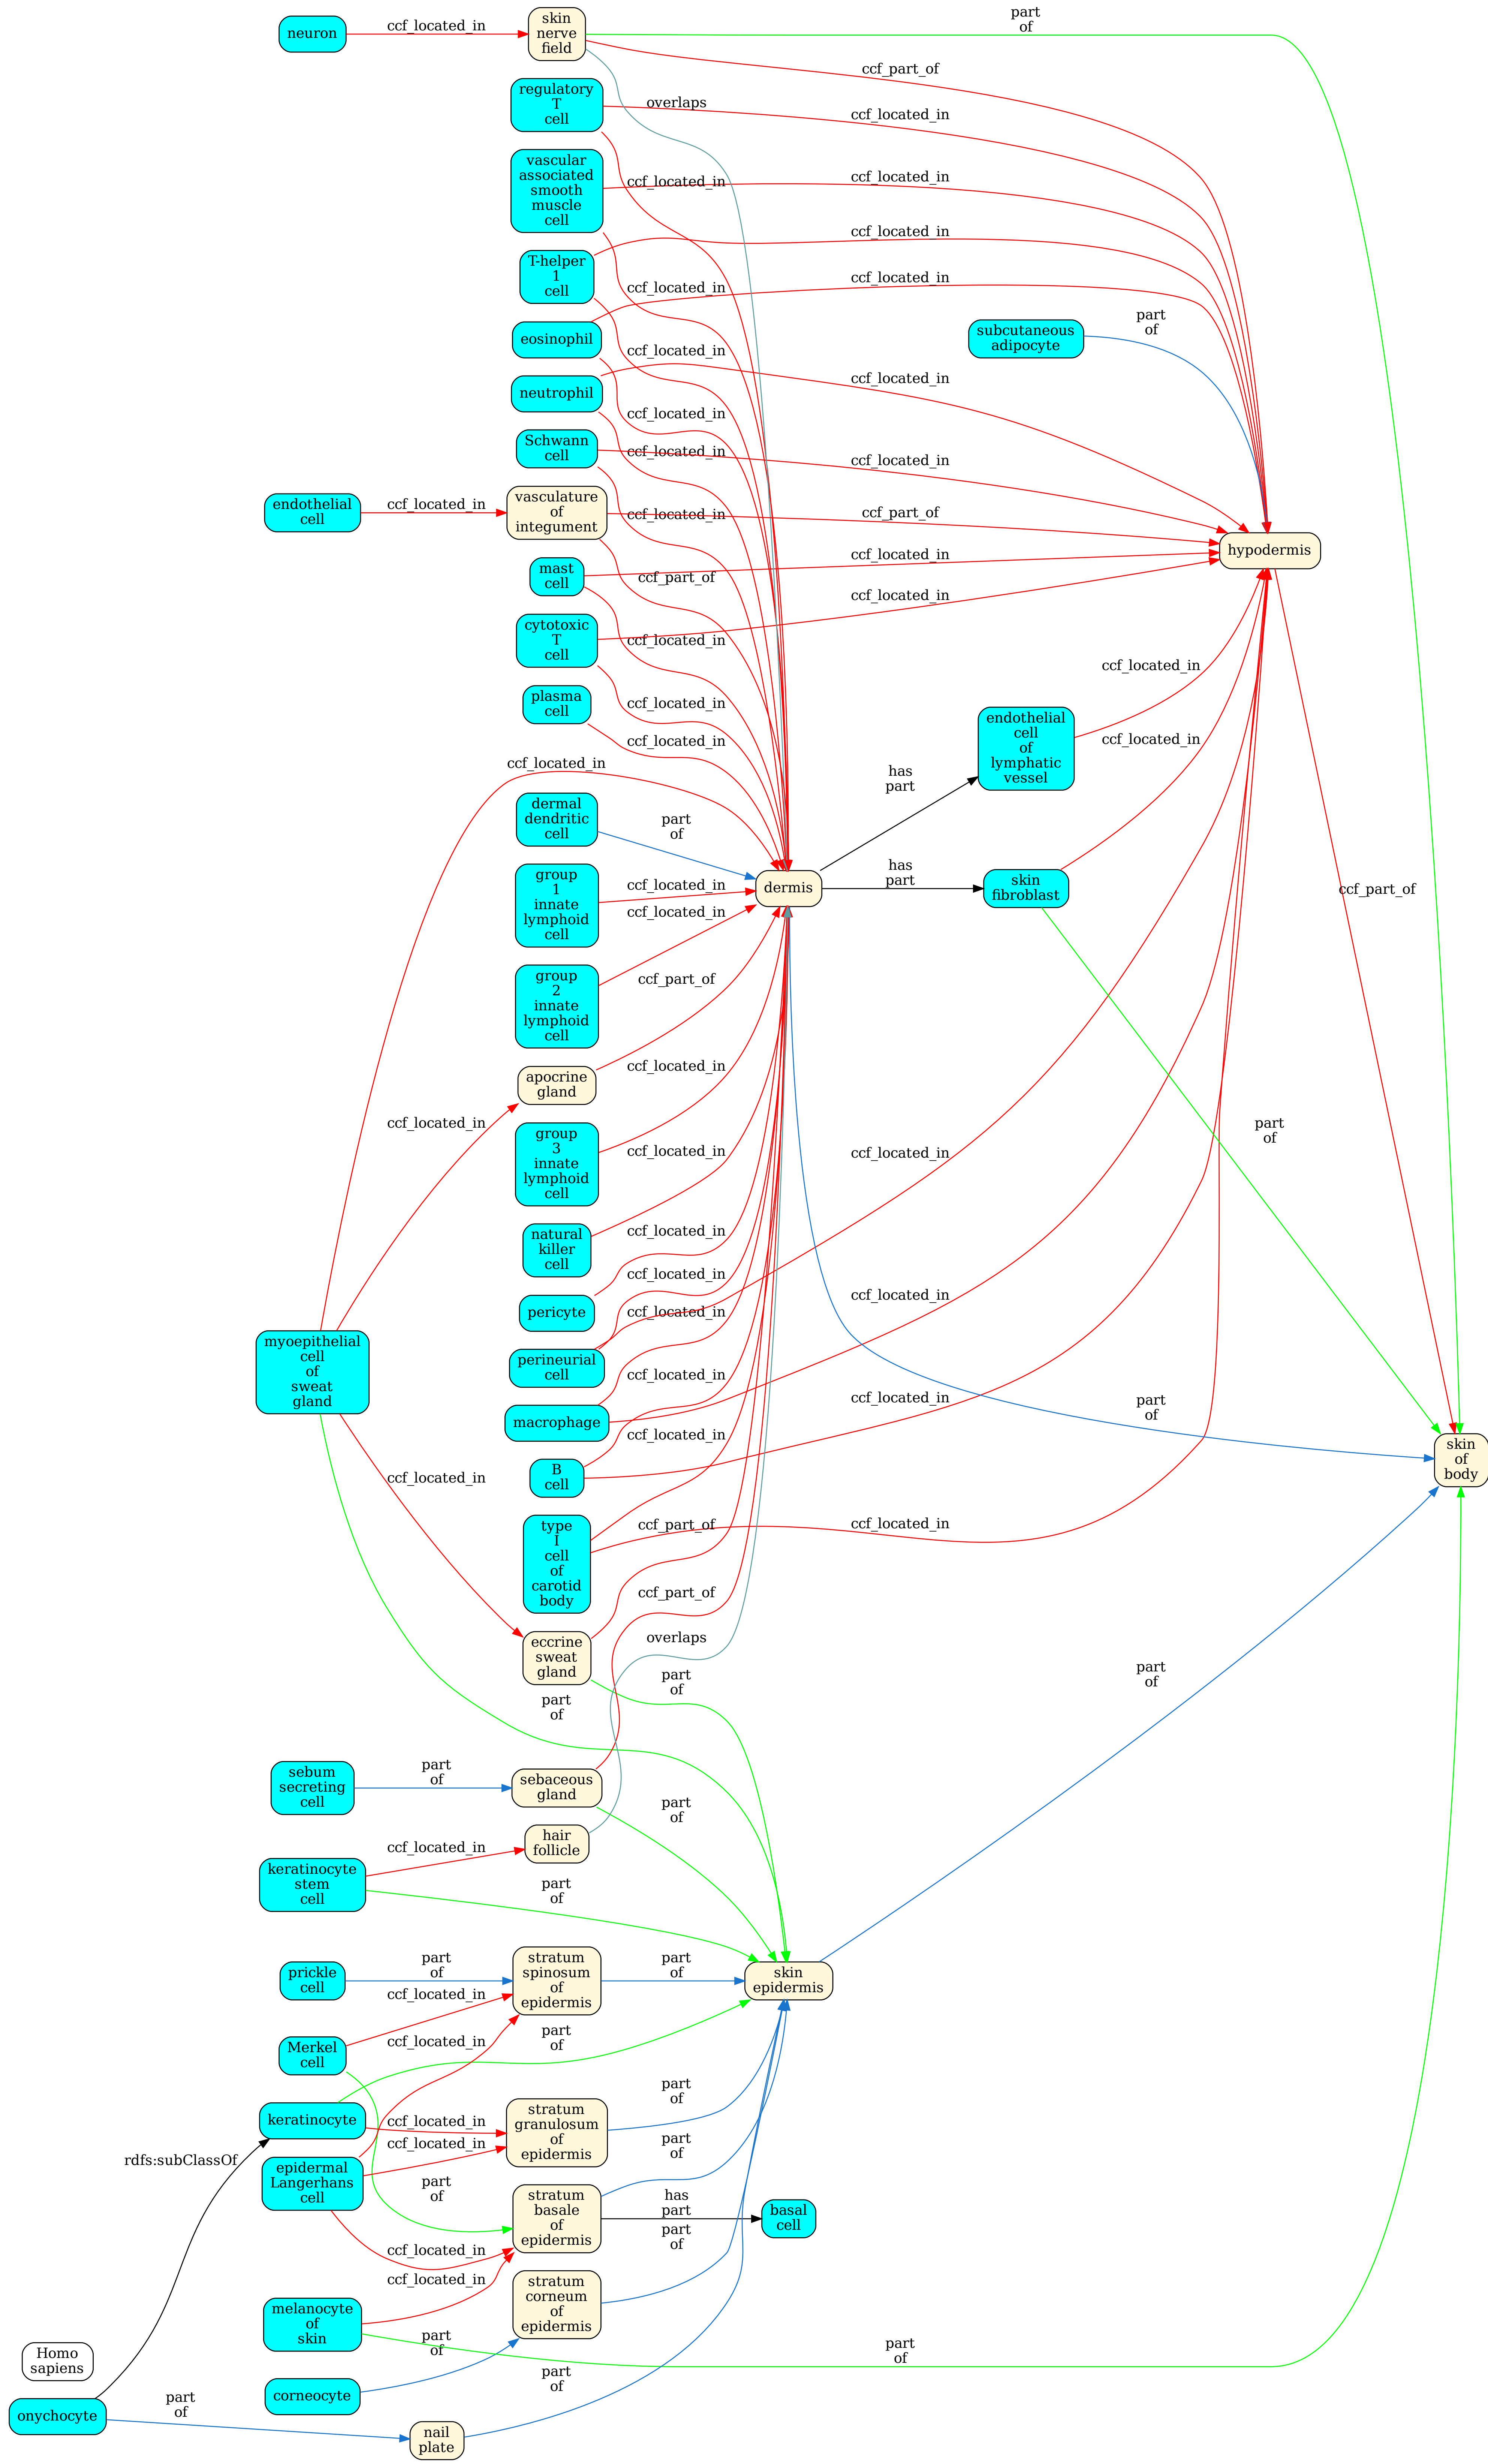 part
of
neuron
ccf_located_in
skin
nerve
field
ccf_part_of
overlaps
regulatory
T
cell
ccf_located_in
vascular
associated
smooth
muscle
cell
ccf_located_in
ccf_located_in
T-helper
1
cell
ccf_located_in
ccf_located_in
eosinophil
ccf_located_in
subcutaneous
adipocyte
part
of
ccf_located_in
neutrophil
ccf_located_in
ccf_located_in
Schwann
cell
ccf_located_in
ccf_located_in
endothelial
cell
ccf_located_in
vasculature
of
integument
ccf_located_in
ccf_part_of
hypodermis
mast
cell
ccf_located_in
ccf_part_of
cytotoxic
T
cell
ccf_located_in
ccf_located_in
plasma
cell
ccf_located_in
ccf_located_in
endothelial
cell
of
lymphatic
vessel
ccf_located_in
ccf_located_in
ccf_located_in
has
part
dermal
dendritic
cell
part
of
group
1
innate
lymphoid
cell
ccf_located_in
dermis
has
part
skin
fibroblast
ccf_part_of
ccf_located_in
group
2
innate
lymphoid
cell
ccf_part_of
apocrine
gland
ccf_located_in
ccf_located_in
group
3
innate
lymphoid
cell
ccf_located_in
ccf_located_in
part
of
natural
killer
cell
ccf_located_in
pericyte
ccf_located_in
ccf_located_in
ccf_located_in
myoepithelial
cell
of
sweat
gland
perineurial
cell
ccf_located_in
macrophage
ccf_located_in
ccf_located_in
part
of
skin
of
body
B
cell
ccf_located_in
type
I
cell
of
carotid
body
ccf_part_of
ccf_located_in
ccf_part_of
eccrine
sweat
gland
overlaps
part
of
part
of
part
of
sebum
secreting
cell
part
of
sebaceous
gland
part
of
hair
follicle
keratinocyte
stem
cell
ccf_located_in
part
of
prickle
cell
part
of
stratum
spinosum
of
epidermis
part
of
skin
epidermis
ccf_located_in
Merkel
cell
ccf_located_in
part
of
keratinocyte
ccf_located_in
stratum
granulosum
of
epidermis
part
of
rdfs:subClassOf
epidermal
Langerhans
cell
ccf_located_in
part
of
part
of
stratum
basale
of
epidermis
has
part
basal
cell
part
of
ccf_located_in
ccf_located_in
stratum
corneum
of
epidermis
melanocyte
of
skin
part
of
part
of
Homo
sapiens
corneocyte
part
of
onychocyte
part
of
nail
plate